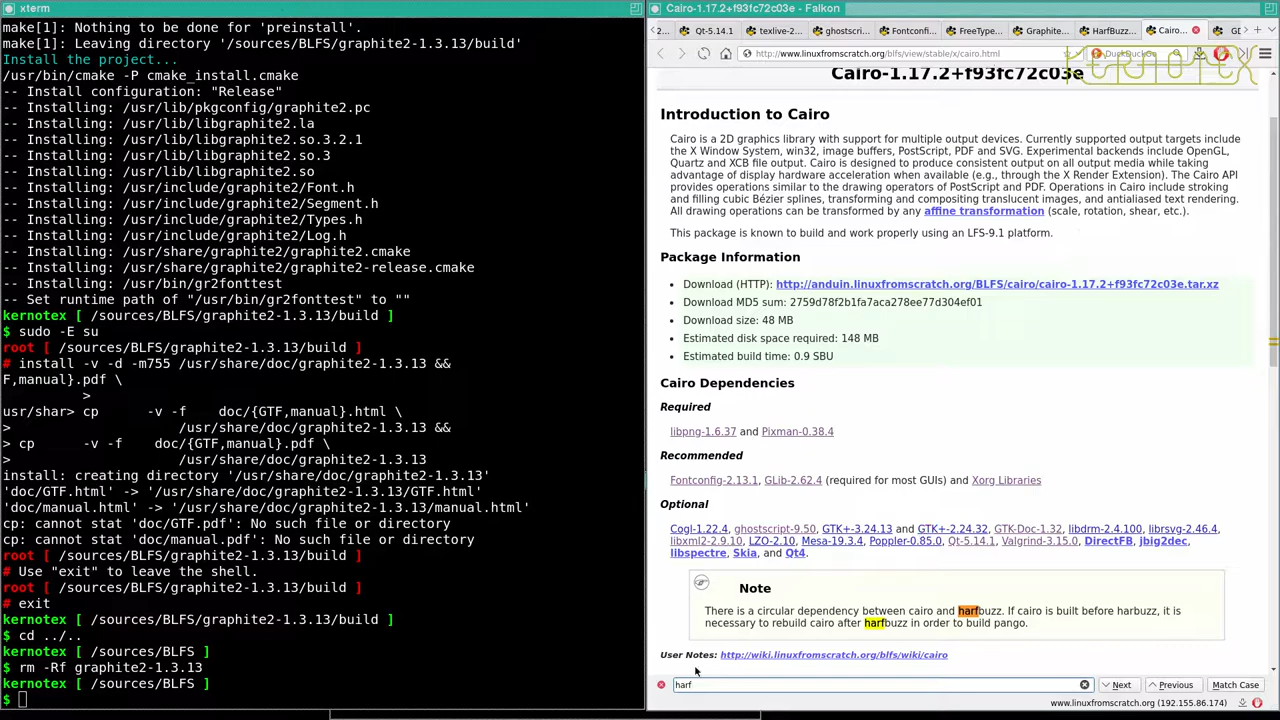 xterm
make[1]: Nothing to be done for 'preinstall'.
make[1]: Leaving directory '/sources/BLFS/graphite2-1.3.13/build'
Install the project...
/usr/bin/cmake -P cmake_install.cmake
-- Install configuration: "Release"
-- Installing: /usr/lib/pkgconfig/graphite2.pc
-- Installing: /usr/lib/libgraphite2.la
-- Installing: /usr/lib/libgraphite2.so.3.2.1
-- Installing: /usr/lib/libgraphite2.so.3
-- Installing: /usr/lib/libgraphite2.so
-- Installing: /usr/include/graphite2/Font.h
-- Installing: /usr/include/graphite2/Segment.h
-- Installing: /usr/include/graphite2/Types.h
-- Installing: /usr/include/graphite2/Log.h
-- Installing: /usr/share/graphite2/graphite2.cmake
-- Installing: /usr/share/graphite2/graphite2-release.cmake
-- Installing: /usr/bin/gr2fonttest
-- Set runtime path of "/usr/bin/gr2fonttest" to ""
kernotex [ /sources/BLFS/graphite2-1.3.13/build ]
$ sudo -E su
root [ /sources/BLFS/graphite2-1.3.13/build ]
# install -v -d -m755 /usr/share/doc/graphite2-1.3.13 &&
F,manual}.pdf \
>
usr/shar> cp -v -f doc/{GTF,manual}.html \
> /usr/share/doc/graphite2-1.3.13 &&
> cp -v -f doc/{GTF,manual}.pdf \
> /usr/share/doc/graphite2-1.3.13
install: creating directory '/usr/share/doc/graphite2-1.3.13'
'doc/GTF.html' -> '/usr/share/doc/graphite2-1.3.13/GTF.html'
'doc/manual.html' -> '/usr/share/doc/graphite2-1.3.13/manual.html'
cp: cannot stat 'doc/GTF.pdf': No such file or directory
cp: cannot stat 'doc/manual.pdf': No such file or directory
root [ /sources/BLFS/graphite2-1.3.13/build ]
# Use "exit" to leave the shell.
root [ /sources/BLFS/graphite2-1.3.13/build ]
# exit
kernotex [ /sources/BLFS/graphite2-1.3.13/build ]
$ cd ../..
kernotex [ /sources/BLFS ]
$ rm -Rf graphite2-1.3.13
kernotex [ /sources/BLFS ]
$
Cairo-1.17.2+f93fc72c03e - Falkon
2... Qt-5.14.1 texlive-2 ghostscri... Fontconfi... FreeType... Graphite... HarfBuzz... Cairo... GD
http://www.linuxfromscratch.org/blfs/view/stable/x/cairo.html DuckDuckGo
KERNOTEX
Cairo-1.17.2+f93fc72c03e
Introduction to Cairo
Cairo is a 2D graphics library with support for multiple output devices. Currently supported output targets include
the X Window System, win32, image buffers, PostScript, PDF and SVG. Experimental backends include OpenGL,
Quartz and XCB file output. Cairo is designed to produce consistent output on all output media while taking
advantage of display hardware acceleration when available (e.g., through the X Render Extension). The Cairo API
provides operations similar to the drawing operators of PostScript and PDF. Operations in Cairo include stroking
and filling cubic Bézier splines, transforming and compositing translucent images, and antialiased text rendering.
All drawing operations can be transformed by any affine transformation (scale, rotation, shear, etc.).
This package is known to build and work properly using an LFS-9.1 platform.
Package Information
• Download (HTTP): http://anduin.linuxfromscratch.org/BLFS/cairo/cairo-1.17.2+f93fc72c03e.tar.xz
• Download MD5 sum: 2759d78f2b1fa7aca278ee77d304ef01
• Download size: 48 MB
• Estimated disk space required: 148 MB
• Estimated build time: 0.9 SBU
Cairo Dependencies
Required
libpng-1.6.37 and Pixman-0.38.4
Recommended
Fontconfig-2.13.1, GLib-2.62.4 (required for most GUIs) and Xorg Libraries
Optional
Cogl-1.22.4, ghostscript-9.50, GTK+-3.24.13 and GTK+-2.24.32, GTK-Doc-1.32, libdrm-2.4.100, librsvg-2.46.4,
libxml2-2.9.10, LZO-2.10, Mesa-19.3.4, Poppler-0.85.0, Qt-5.14.1, Valgrind-3.15.0, DirectFB, jbig2dec,
libspectre, Skia, and Qt4.
Note
There is a circular dependency between cairo and harfbuzz. If cairo is built before harbuzz, it is
necessary to rebuild cairo after harfbuzz in order to build pango.
User Notes: http://wiki.linuxfromscratch.org/blfs/wiki/cairo
harf Next Previous Match Case
www.linuxfromscratch.org (192.155.86.174)